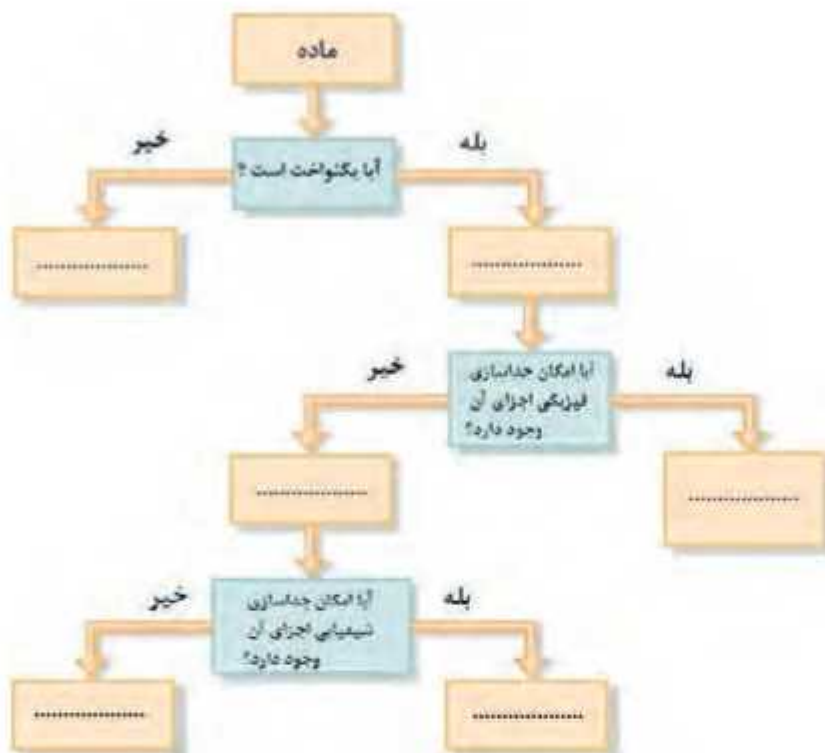 ماده
بله
خیر
آیا یکنواخت است ؟
....................
....................
آیا امکان جداسازی
فیزیکی اجزای آن
وجود دارد؟
بله
خیر
....................
....................
آیا امکان جداسازی
شیمیایی اجزای آن
وجود دارد؟
بله
خیر
....................
....................